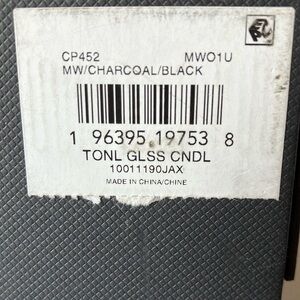 CP452 MWO1U
MW/CHARCOAL/BLACK
1 96395 19753 8
TONL GLSS CNDL
10011190JAX
MADE IN CHINA/CHINE